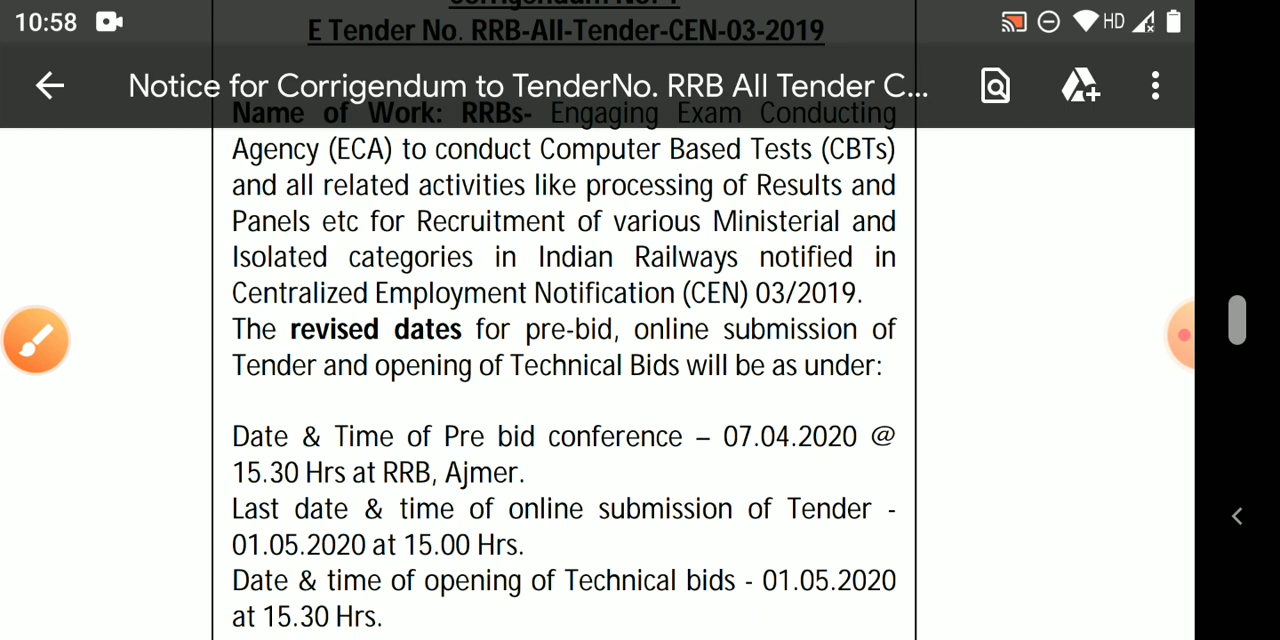 10:58
HD
Corrigendum No. 1
E Tender No. RRB-All-Tender-CEN-03-2019
Notice for Corrigendum to TenderNo. RRB All Tender C...
Name of Work: RRBs- Engaging Exam Conducting
Agency (ECA) to conduct Computer Based Tests (CBTs)
and all related activities like processing of Results and
Panels etc for Recruitment of various Ministerial and
Isolated categories in Indian Railways notified in
Centralized Employment Notification (CEN) 03/2019.
The revised dates for pre-bid, online submission of
Tender and opening of Technical Bids will be as under:
Date & Time of Pre bid conference – 07.04.2020 @
15.30 Hrs at RRB, Ajmer.
Last date & time of online submission of Tender -
01.05.2020 at 15.00 Hrs.
Date & time of opening of Technical bids - 01.05.2020
at 15.30 Hrs.